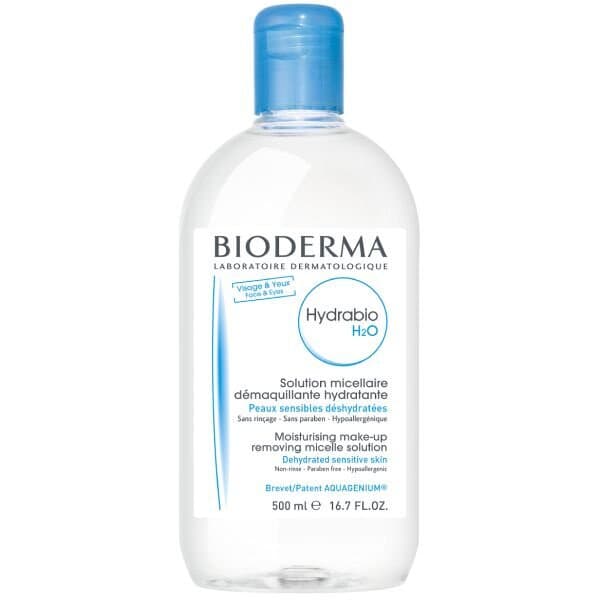 BIODERMA
LABORATOIRE DERMATOLOGIQUE
Visage & Yeux
Face & Eyes
Hydrabio
H2O
Solution micellaire
démaquillante hydratante
Peaux sensibles déshydratées
Sans rinçage - Sans paraben - Hypoallergénique
Moisturising make-up
removing micelle solution
Dehydrated sensitive skin
Non-rinse - Paraben free - Hypoallergenic
Brevet/Patent AQUAGENIUM®
500 ml ℮ 16.7 FL.OZ.